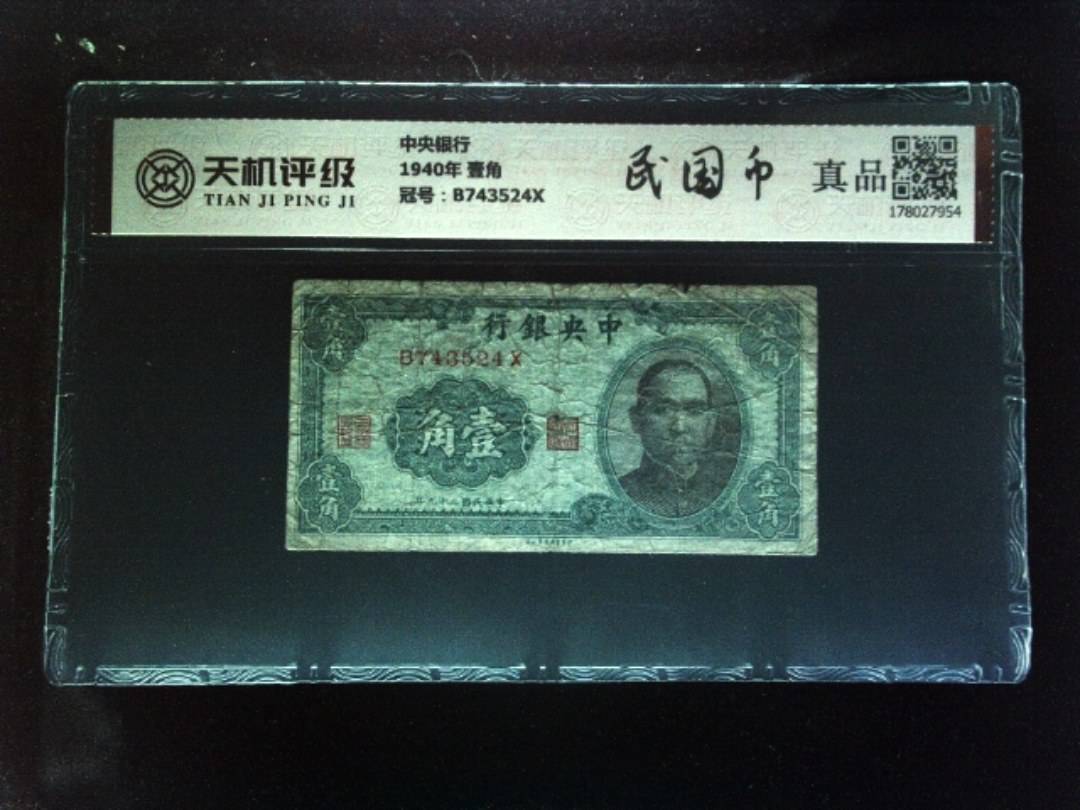 天机评级
TIAN JI PING JI
中央银行
1940年 壹角
冠号：B743524X
民国币
真品
178027954
行銀央中
B743524X
角壹
壹角
壹角